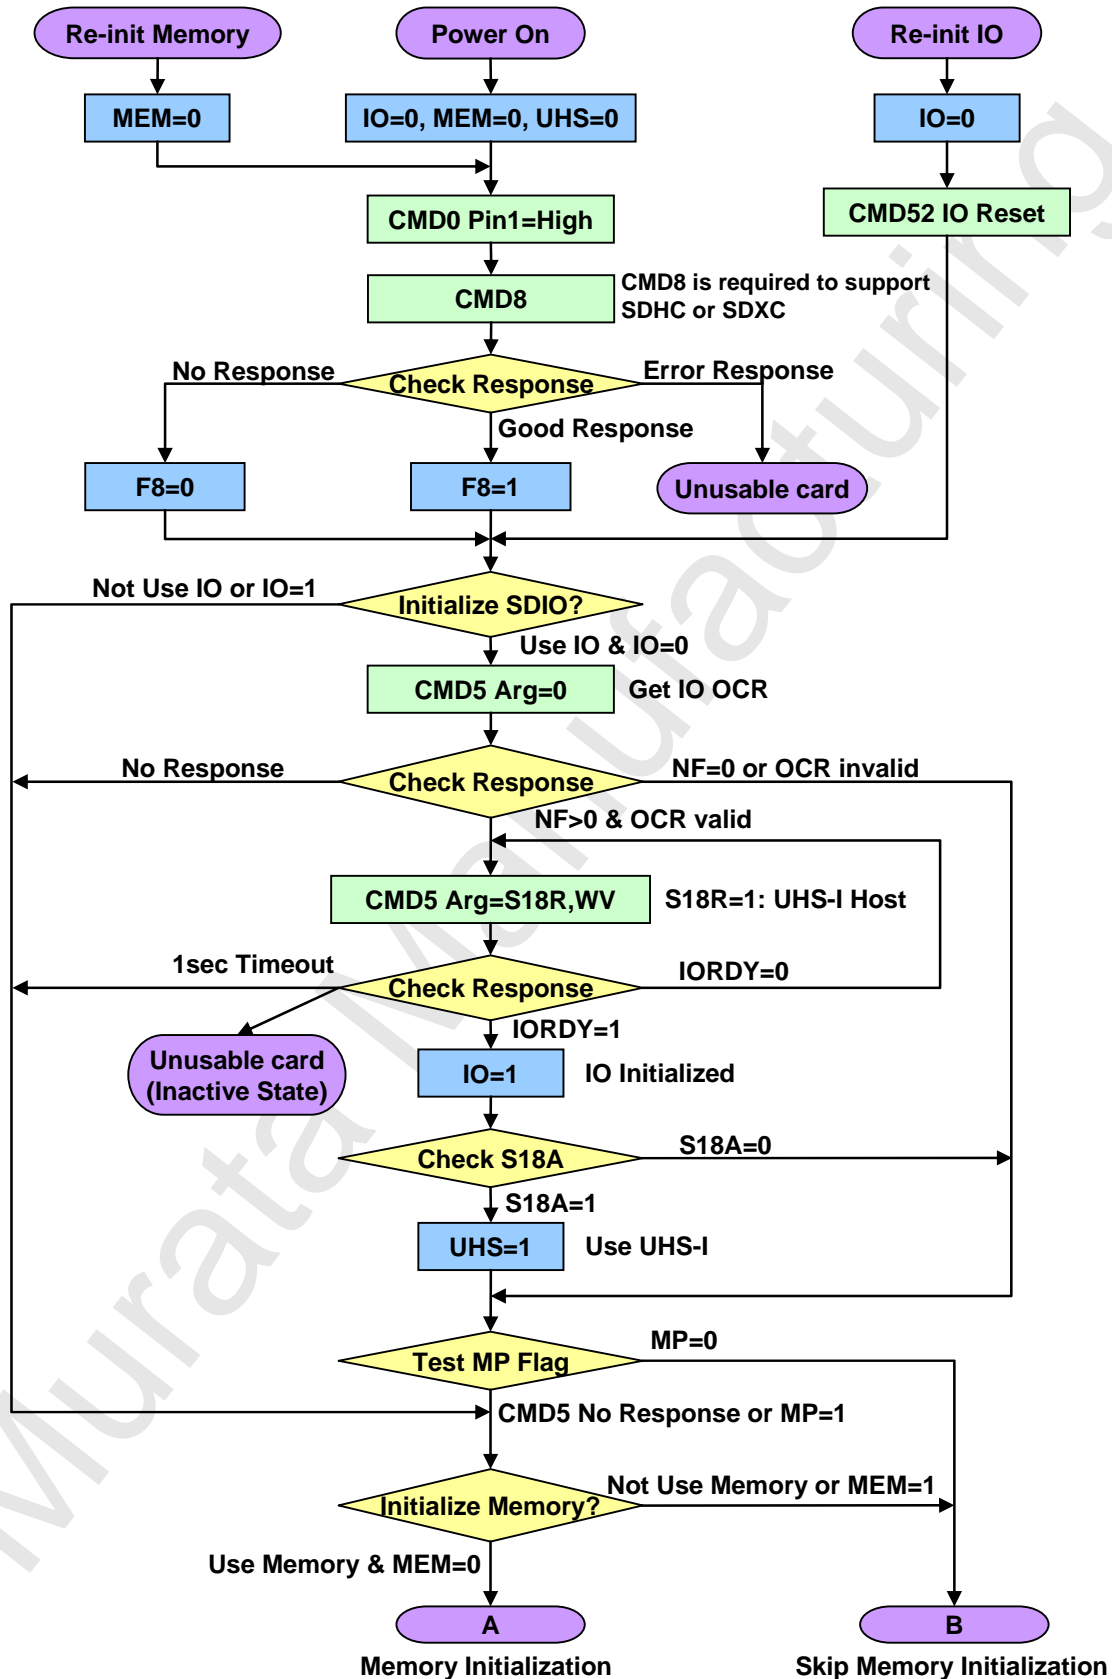 Re-init Memory
Power On
Re-init IO
MEM=0
IO=0, MEM=0, UHS=0
IO=0
CMD0 Pin1=High
CMD52 IO Reset
CMD8
CMD8 is required to support
SDHC or SDXC
No Response
Check Response
Error Response
Good Response
F8=0
F8=1
Unusable card
Not Use IO or IO=1
Initialize SDIO?
Use IO & IO=0
CMD5 Arg=0
Get IO OCR
No Response
Check Response
NF=0 or OCR invalid
NF>0 & OCR valid
CMD5 Arg=S18R,WV
S18R=1: UHS-I Host
1sec Timeout
Check Response
IORDY=0
IORDY=1
Unusable card
(Inactive State)
IO=1
IO Initialized
Check S18A
S18A=0
S18A=1
UHS=1
Use UHS-I
Test MP Flag
MP=0
CMD5 No Response or MP=1
Initialize Memory?
Not Use Memory or MEM=1
Use Memory & MEM=0
A
B
Memory Initialization
Skip Memory Initialization
Murata Manufacturing